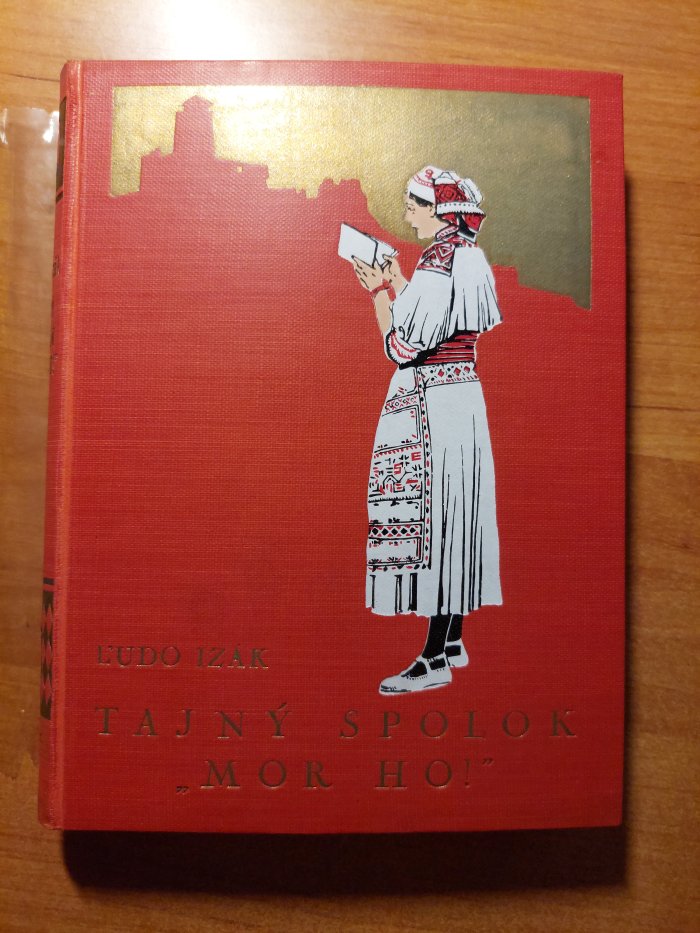 ĽUDO IZÁK
TAJNÝ SPOLOK
„MOR HO!”